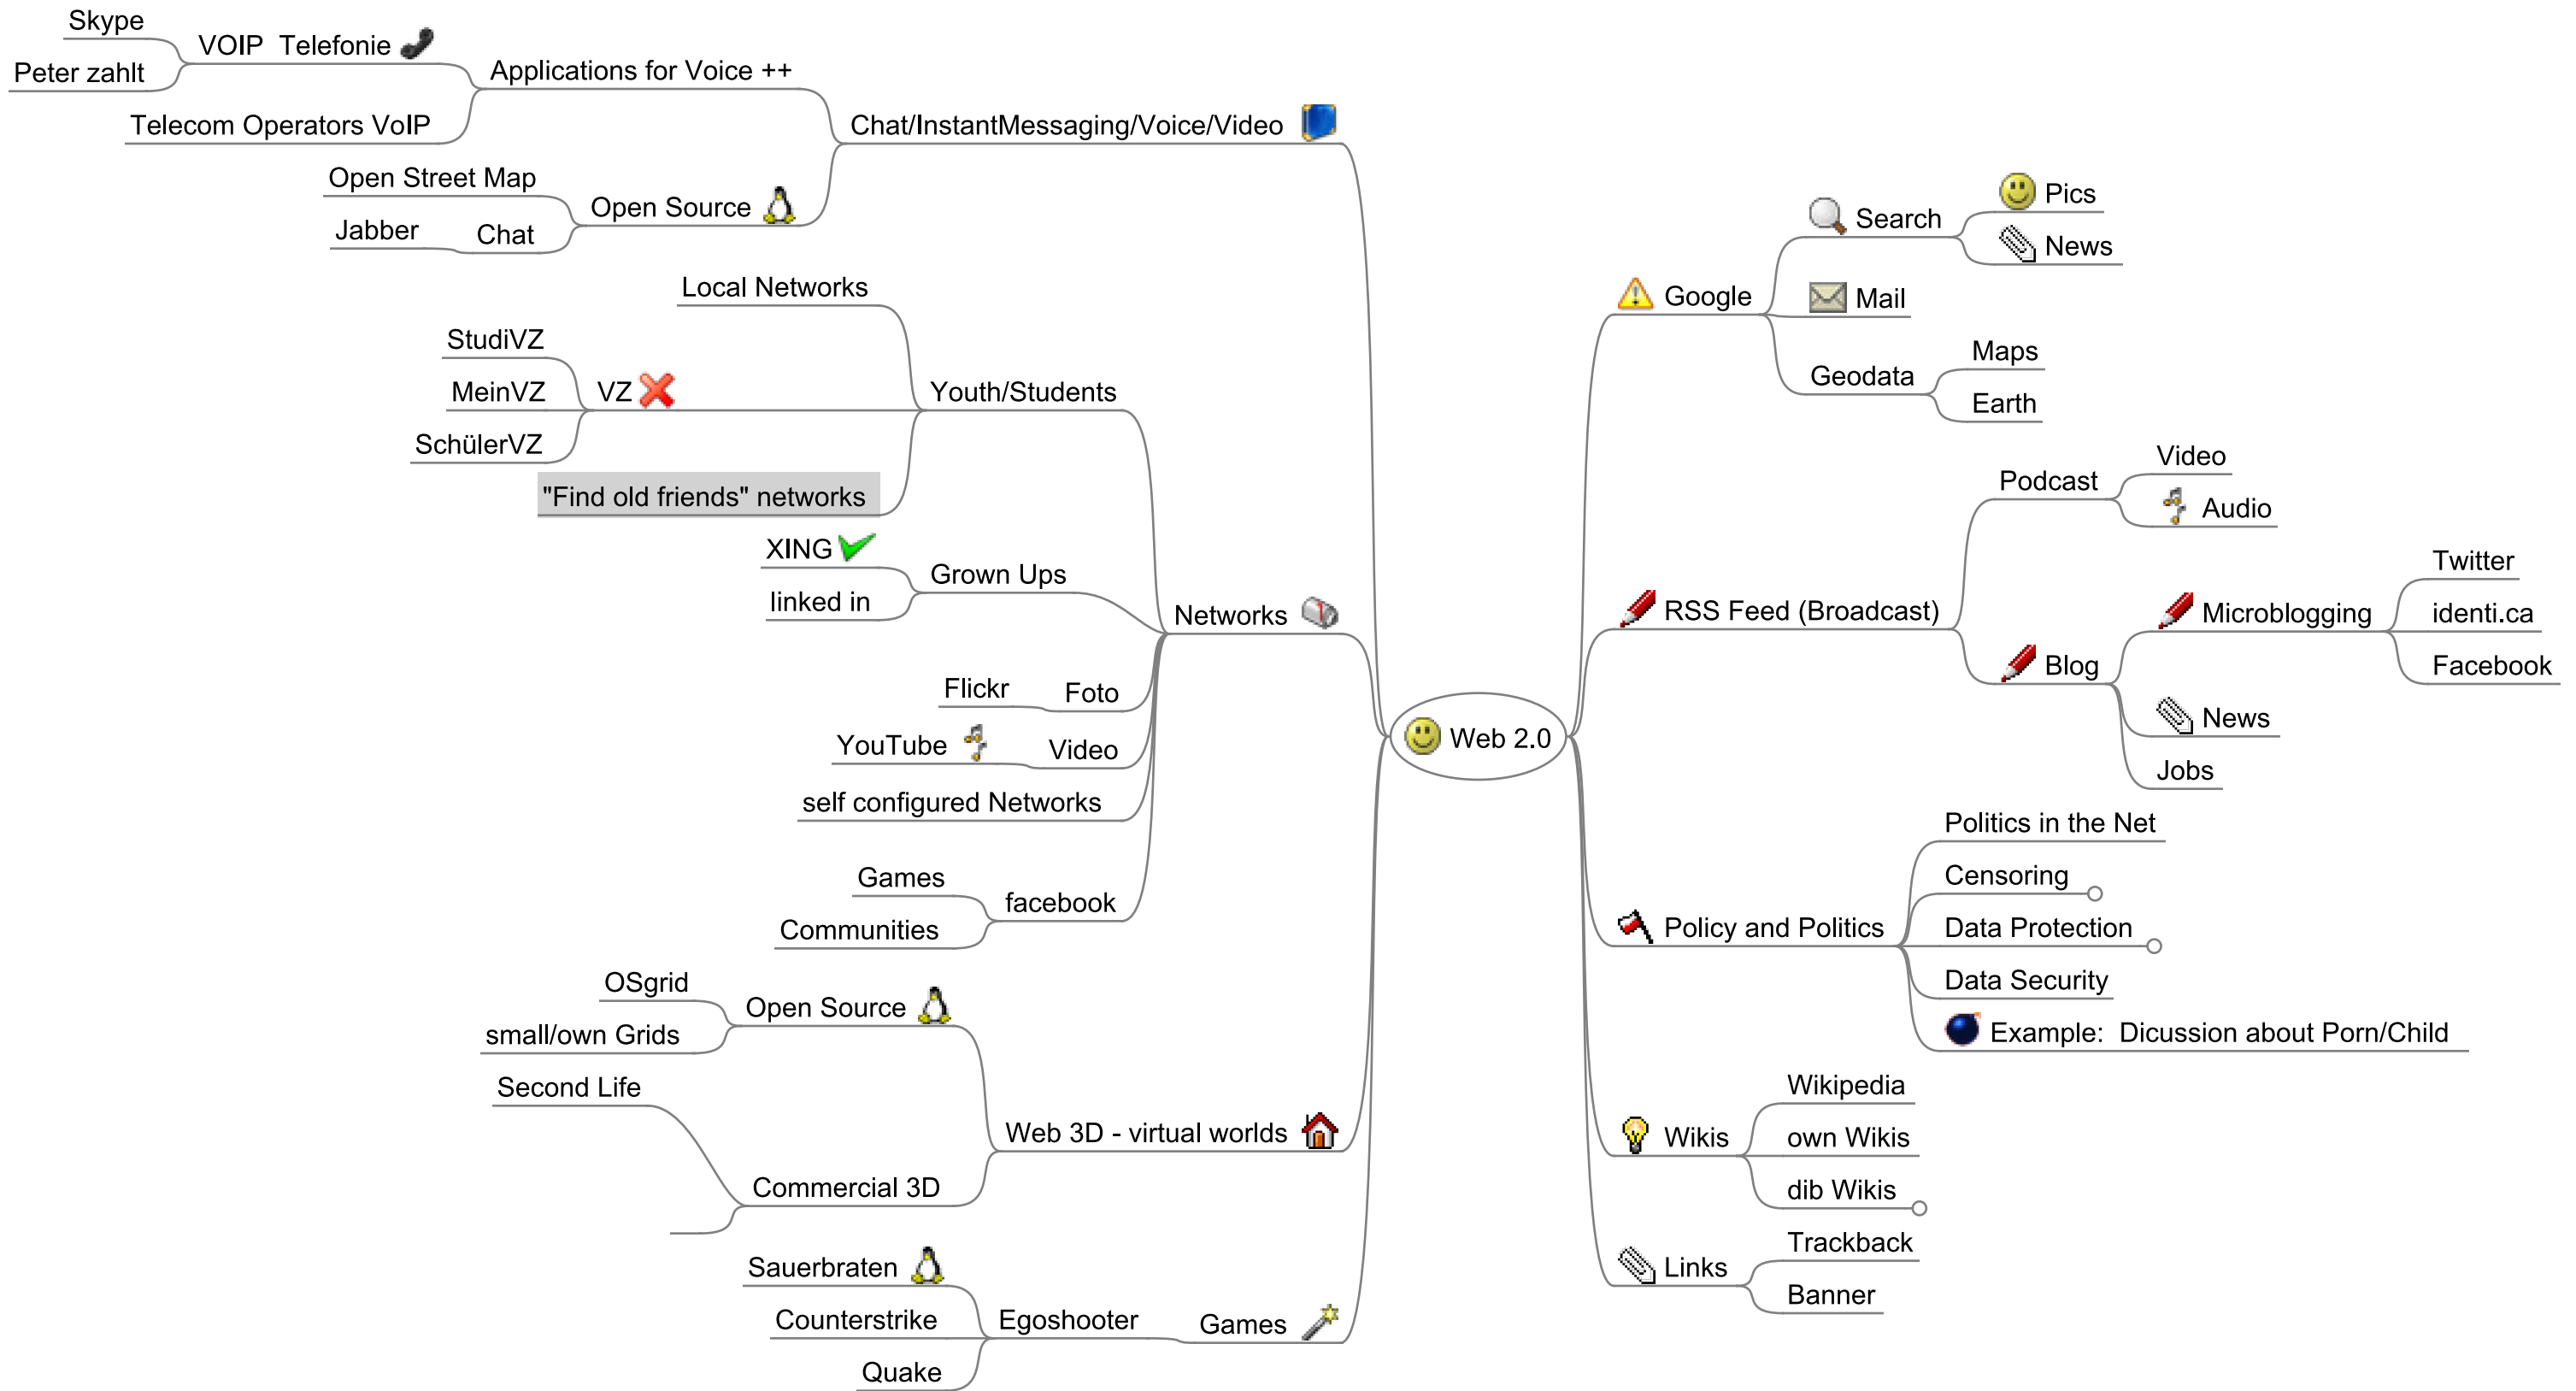 Skype
VOIP  Telefonie
Peter zahlt
Applications for Voice ++
Telecom Operators VoIP
Chat/InstantMessaging/Voice/Video
Open Street Map
Open Source
Jabber
Chat
Local Networks
StudiVZ
MeinVZ
VZ
Youth/Students
SchülerVZ
"Find old friends" networks
XING
Grown Ups
linked in
Networks
Flickr
Foto
YouTube
Video
self configured Networks
Games
facebook
Communities
OSgrid
Open Source
small/own Grids
Second Life
Web 3D - virtual worlds
Commercial 3D
Sauerbraten
Counterstrike
Egoshooter
Games
Quake
Web 2.0
Pics
Search
News
Google
Mail
Maps
Geodata
Earth
Video
Podcast
Audio
Twitter
RSS Feed (Broadcast)
Microblogging
identi.ca
Blog
Facebook
News
Jobs
Politics in the Net
Censoring
Policy and Politics
Data Protection
Data Security
Example:  Dicussion about Porn/Child
Wikipedia
Wikis
own Wikis
dib Wikis
Trackback
Links
Banner